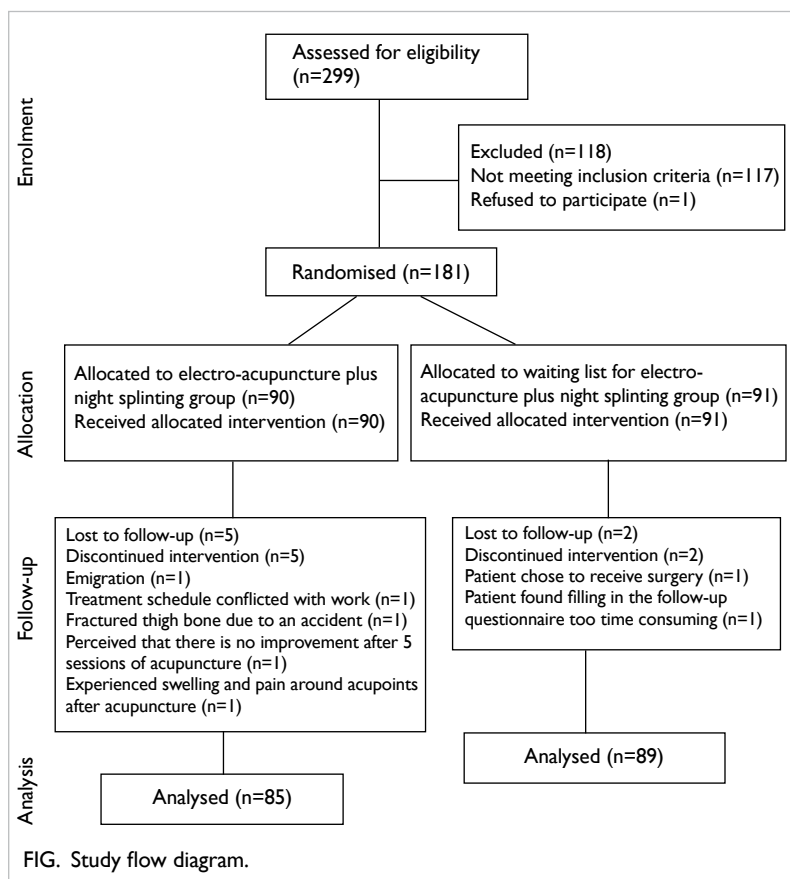 Enrolment
Assessed for eligibility
(n=299)
Excluded (n=118)
Not meeting inclusion criteria (n=117)
Refused to participate (n=1)
Randomised (n=181)
Allocation
Allocated to electro-acupuncture plus
night splinting group (n=90)
Received allocated intervention (n=90)
Allocated to waiting list for electro-
acupuncture plus night splinting group (n=91)
Received allocated intervention (n=91)
Follow-up
Lost to follow-up (n=5)
Discontinued intervention (n=5)
Emigration (n=1)
Treatment schedule conflicted with work (n=1)
Fractured thigh bone due to an accident (n=1)
Perceived that there is no improvement after 5
sessions of acupuncture (n=1)
Experienced swelling and pain around acupoints
after acupuncture (n=1)
Lost to follow-up (n=2)
Discontinued intervention (n=2)
Patient chose to receive surgery (n=1)
Patient found filling in the follow-up
questionnaire too time consuming (n=1)
Analysis
Analysed (n=85)
Analysed (n=89)
FIG. Study flow diagram.